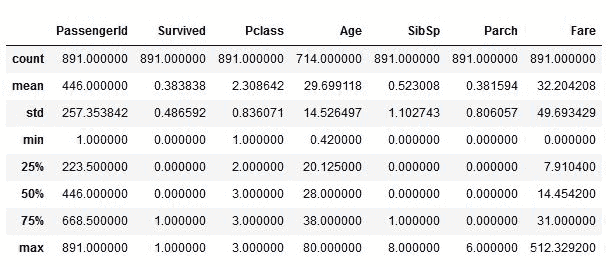 PassengerId Survived Pclass Age SibSp Parch Fare
count 891.000000 891.000000 891.000000 714.000000 891.000000 891.000000 891.000000
mean 446.000000 0.383838 2.308642 29.699118 0.523008 0.381594 32.204208
std 257.353842 0.486592 0.836071 14.526497 1.102743 0.806057 49.693429
min 1.000000 0.000000 1.000000 0.420000 0.000000 0.000000 0.000000
25% 223.500000 0.000000 2.000000 20.125000 0.000000 0.000000 7.910400
50% 446.000000 0.000000 3.000000 28.000000 0.000000 0.000000 14.454200
75% 668.500000 1.000000 3.000000 38.000000 1.000000 0.000000 31.000000
max 891.000000 1.000000 3.000000 80.000000 8.000000 6.000000 512.329200